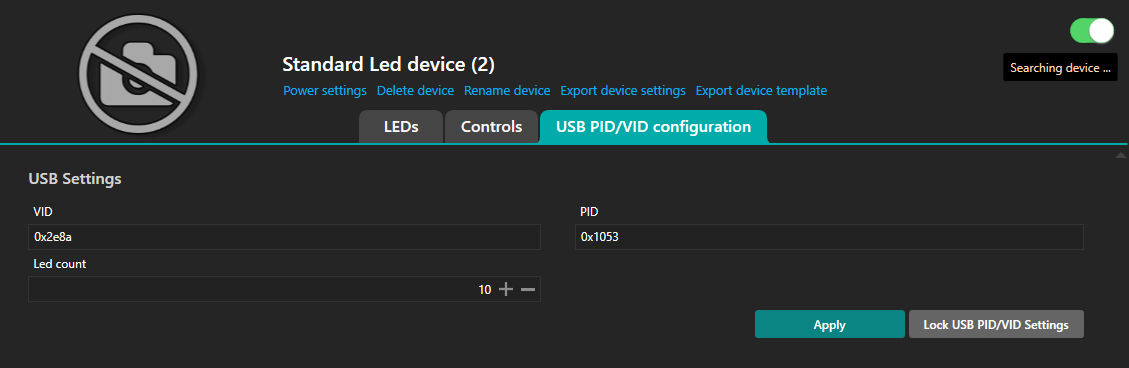 Standard Led device (2)
Searching device ...
Power settings Delete device Rename device Export device settings Export device template
LEDs Controls USB PID/VID configuration
USB Settings
VID PID
0x2e8a 0x1053
Led count
10
Apply Lock USB PID/VID Settings